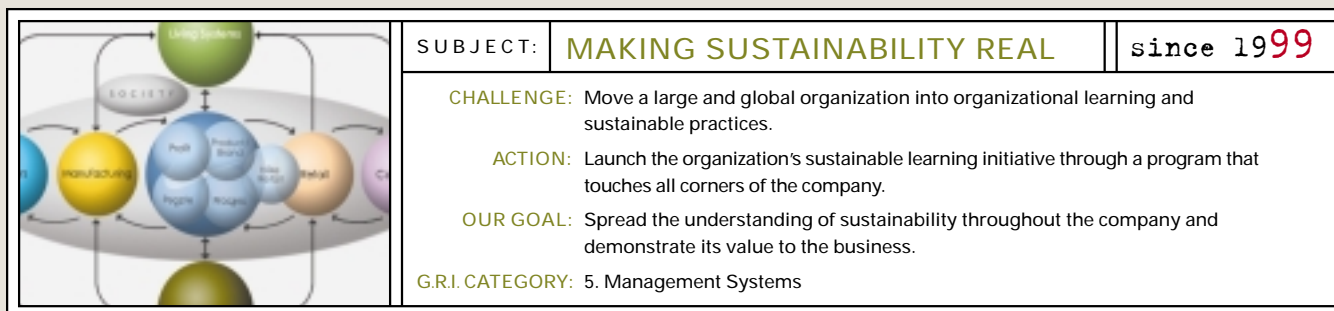 Living Systems
SOCIETY
Manufacturing
Profit
Product
Brand
People
Retail
SUBJECT: MAKING SUSTAINABILITY REAL since 1999
CHALLENGE: Move a large and global organization into organizational learning and
sustainable practices.
ACTION: Launch the organization's sustainable learning initiative through a program that
touches all corners of the company.
OUR GOAL: Spread the understanding of sustainability throughout the company and
demonstrate its value to the business.
G.R.I. CATEGORY: 5. Management Systems